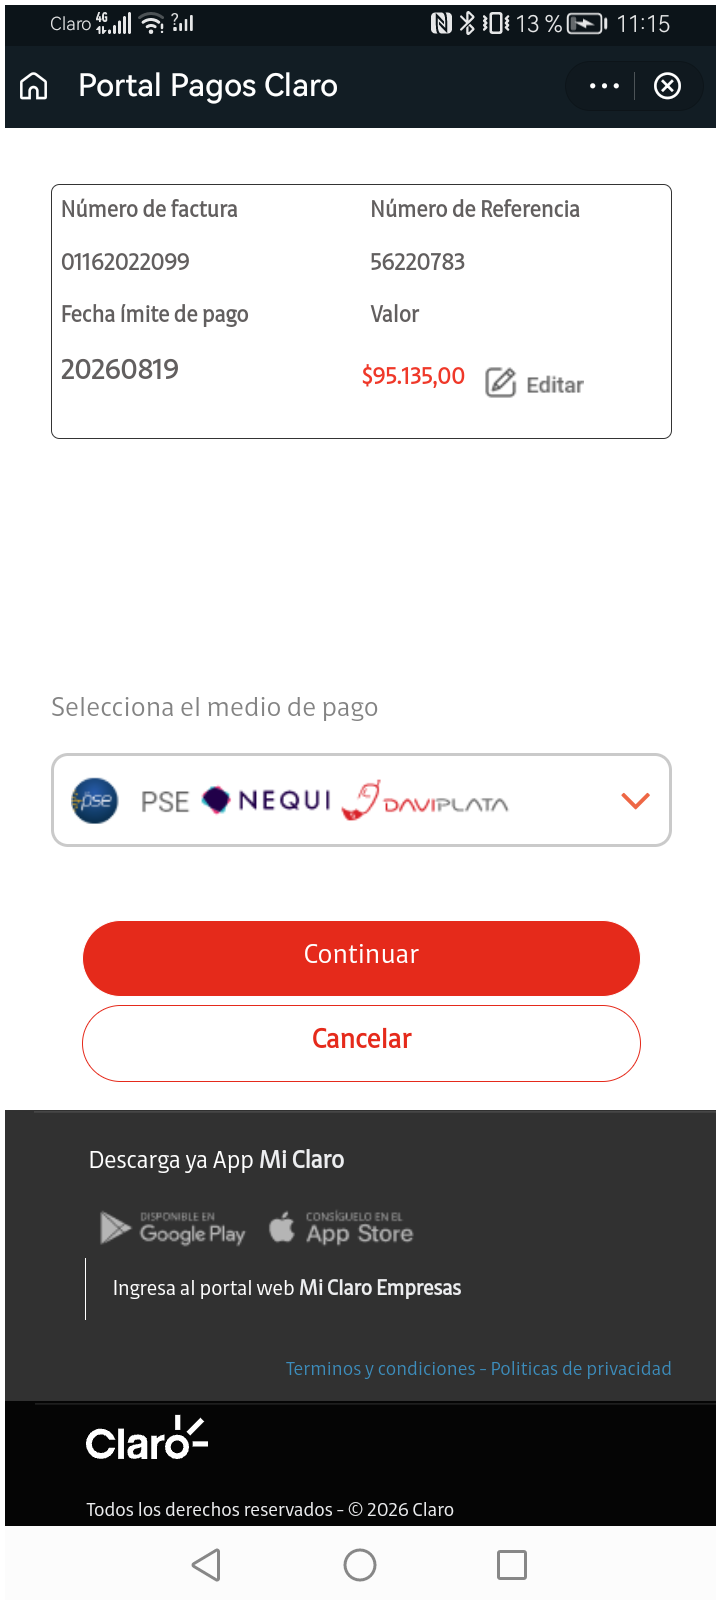 Claro 4G ? 13 % 11:15
Portal Pagos Claro
Número de factura Número de Referencia
01162022099 56220783
Fecha ímite de pago Valor
20260819 $95.135,00 Editar
Selecciona el medio de pago
pse PSE NEQUI DAVIPLATA
Continuar
Cancelar
Descarga ya App Mi Claro
DISPONIBLE EN CONSÍGUELO EN EL
Google Play App Store
Ingresa al portal web Mi Claro Empresas
Terminos y condiciones - Politicas de privacidad
Claro
Todos los derechos reservados - © 2026 Claro